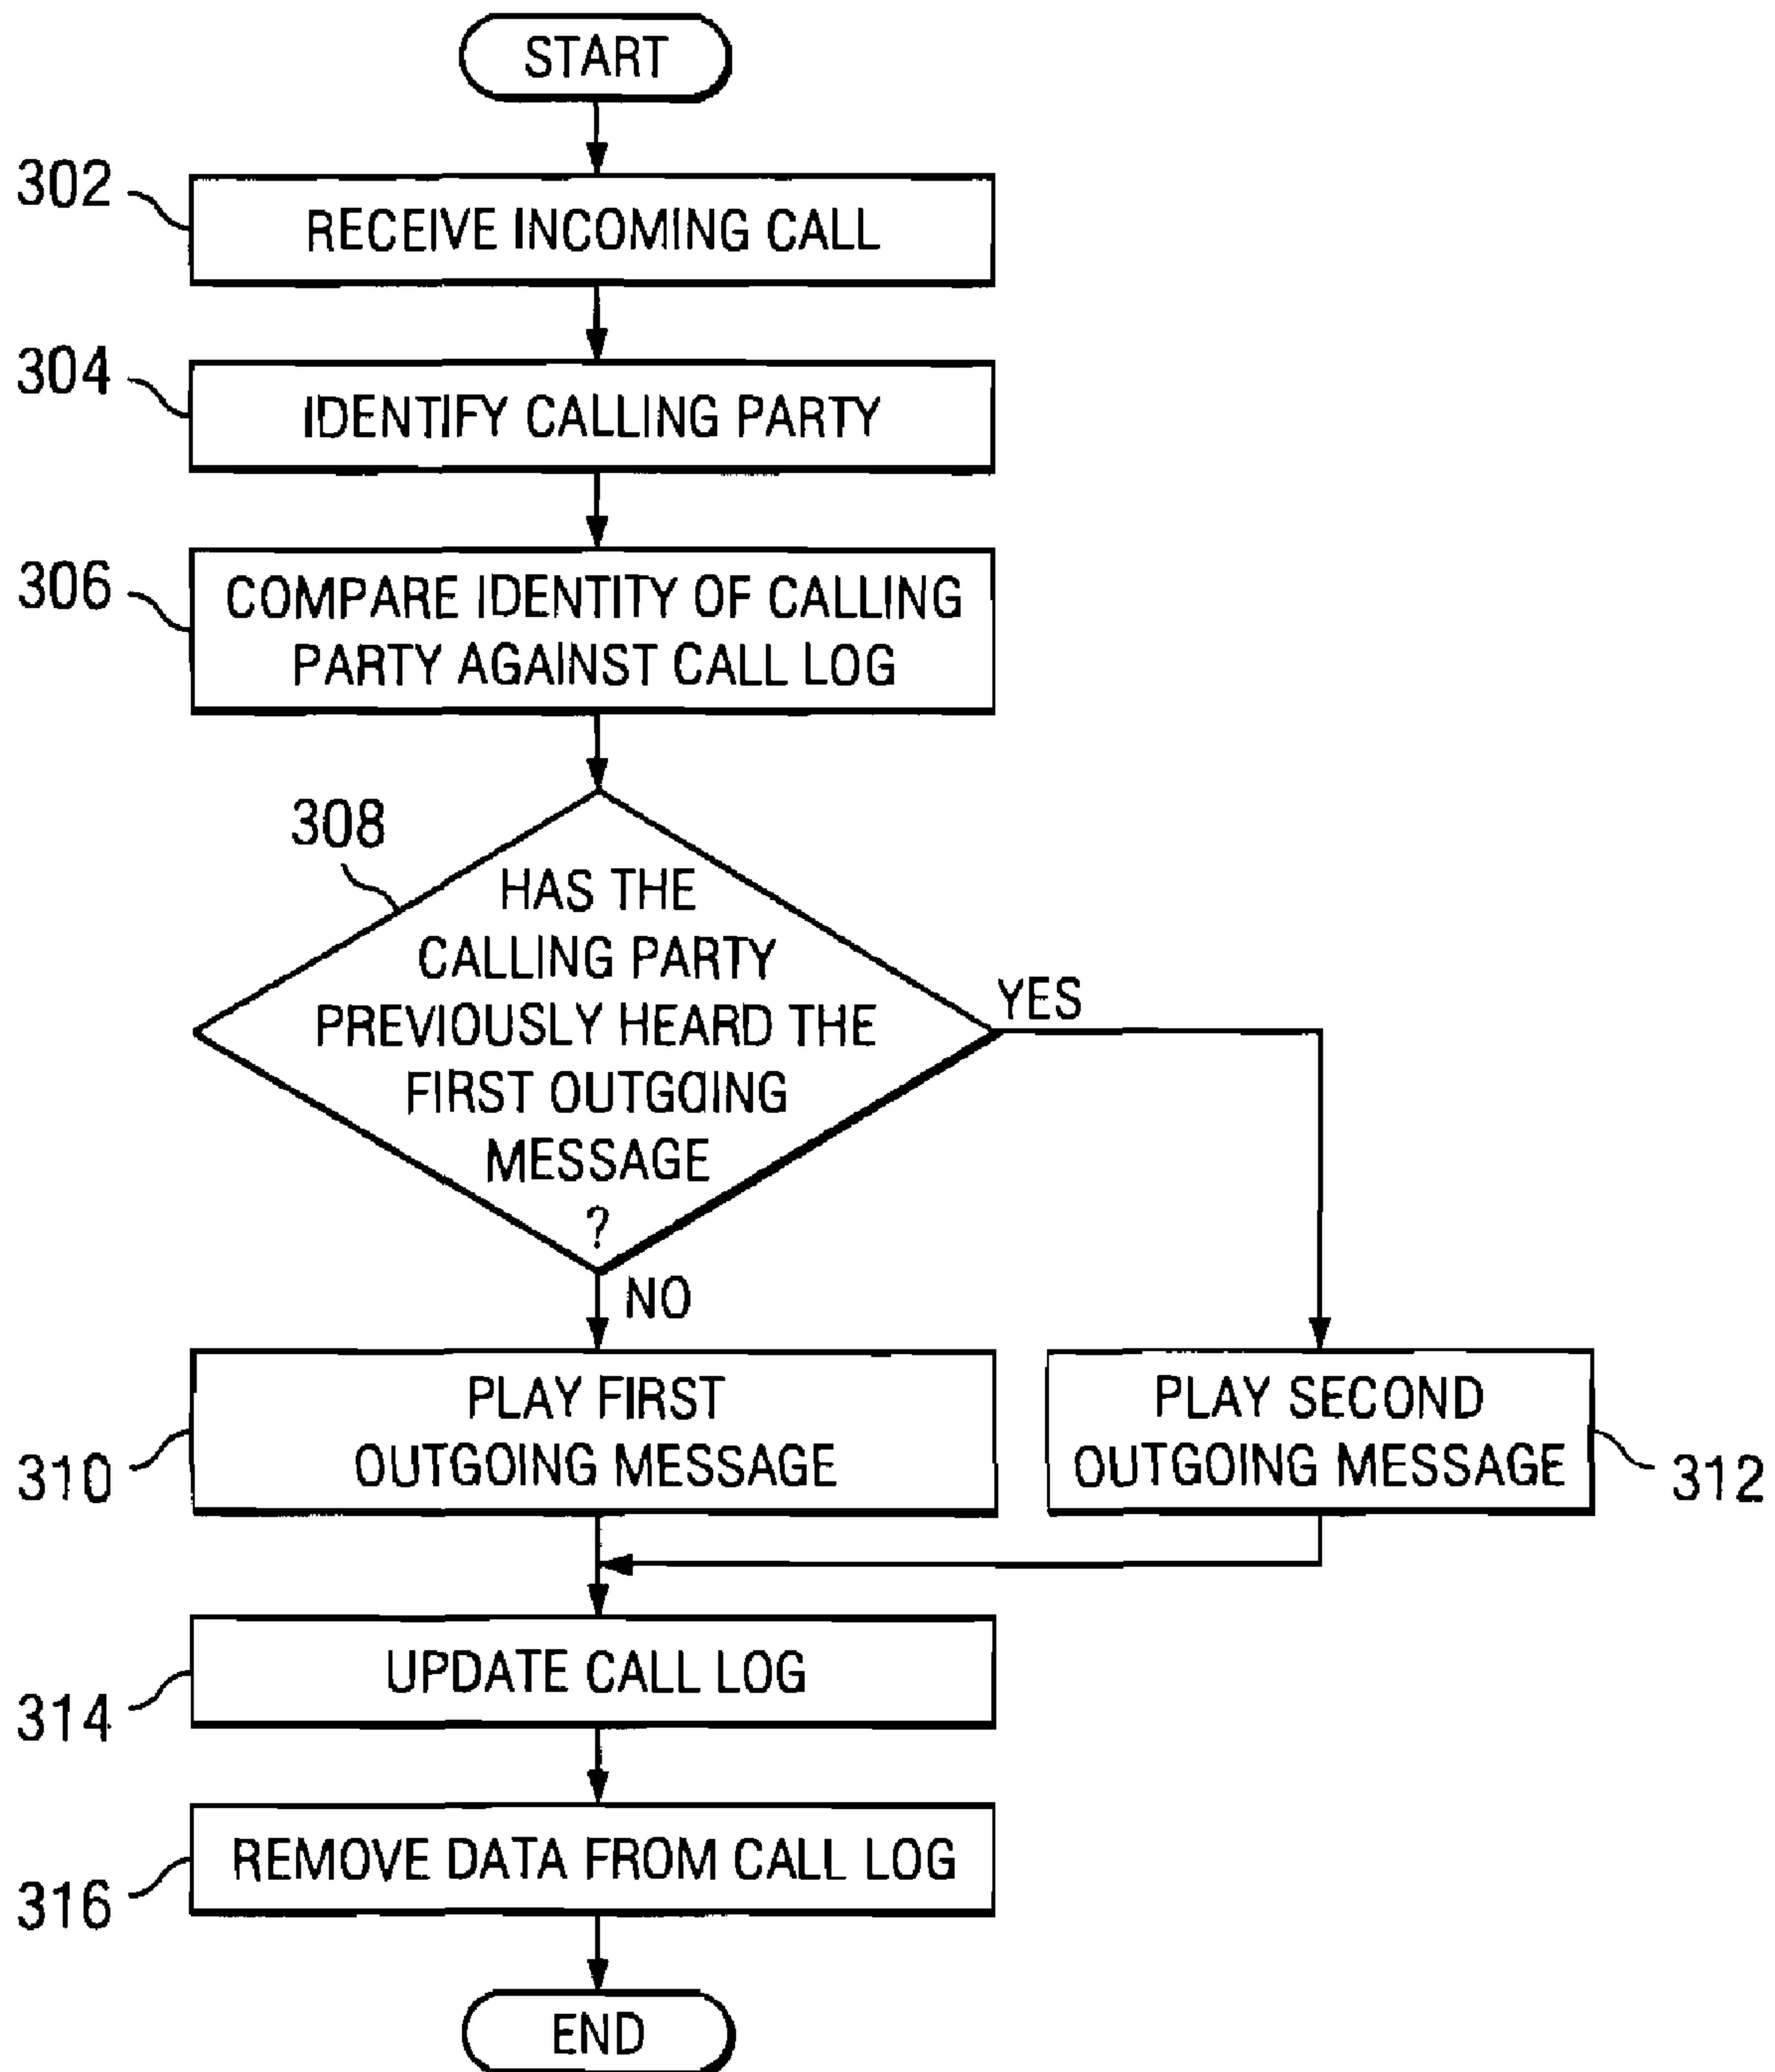 START
302
RECEIVE INCOMING CALL
304
IDENTIFY CALLING PARTY
306
COMPARE IDENTITY OF CALLING
PARTY AGAINST CALL LOG
308
HAS THE
CALLING PARTY
PREVIOUSLY HEARD THE
FIRST OUTGOING
MESSAGE
?
YES
NO
PLAY FIRST
OUTGOING MESSAGE
310
PLAY SECOND
OUTGOING MESSAGE
312
UPDATE CALL LOG
314
REMOVE DATA FROM CALL LOG
316
END